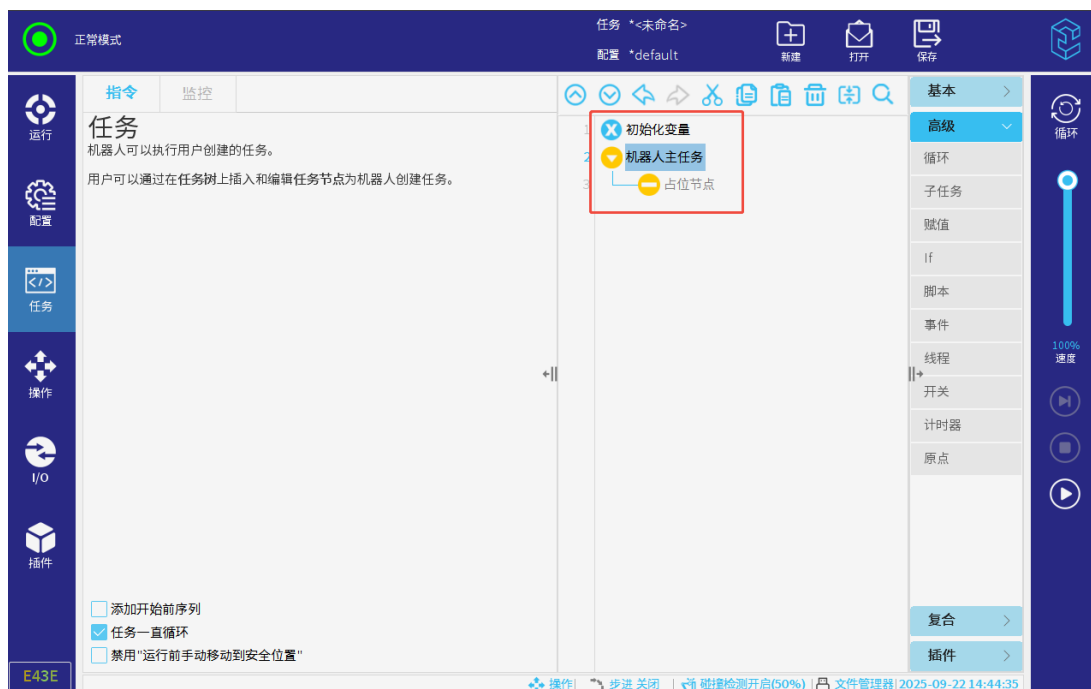 正常模式
任务 *<未命名>
配置 *default
新建
打开
保存
运行
配置
任务
操作
I/O
插件
E43E
指令
监控
任务
机器人可以执行用户创建的任务。
用户可以通过在任务树上插入和编辑任务节点为机器人创建任务。
添加开始前序列
任务一直循环
禁用"运行前手动移动到安全位置"
1 初始化变量
2 机器人主任务
3 占位节点
基本
高级
循环
子任务
赋值
If
脚本
事件
线程
开关
计时器
原点
复合
插件
循环
100%
速度
操作| 步进 关闭 | 碰撞检测开启(50%) | 文件管理器|2025-09-22 14:44:35